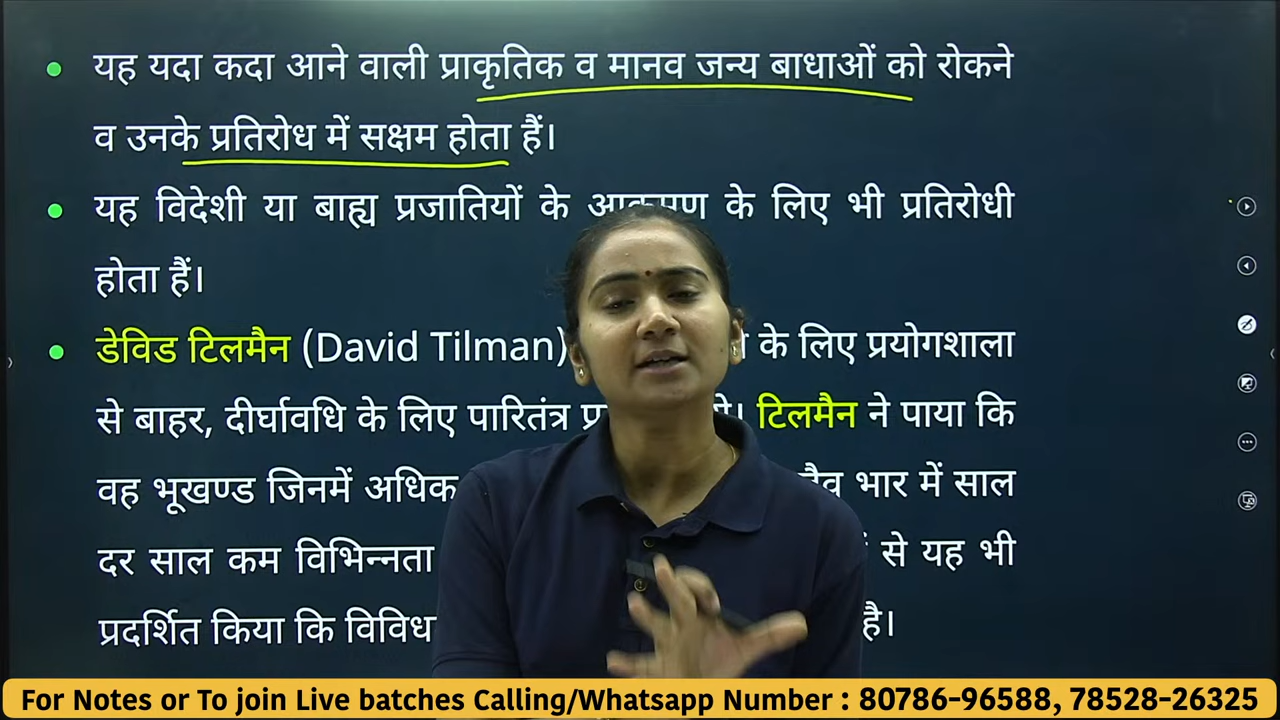 यह यदा कदा आने वाली प्राकृतिक व मानव जन्य बाधाओं को रोकने
व उनके प्रतिरोध में सक्षम होता हैं।
यह विदेशी या बाह्य प्रजातियों के आक्रमण के लिए भी प्रतिरोधी
होता हैं।
डेविड टिलमैन (David Tilman) के लिए प्रयोगशाला
से बाहर, दीर्घावधि के लिए पारितंत्र टिलमैन ने पाया कि
वह भूखण्ड जिनमें अधिक जैव भार में साल
दर साल कम विभिन्नता से यह भी
प्रदर्शित किया कि विविध है।
For Notes or To join Live batches Calling/Whatsapp Number : 80786-96588, 78528-26325